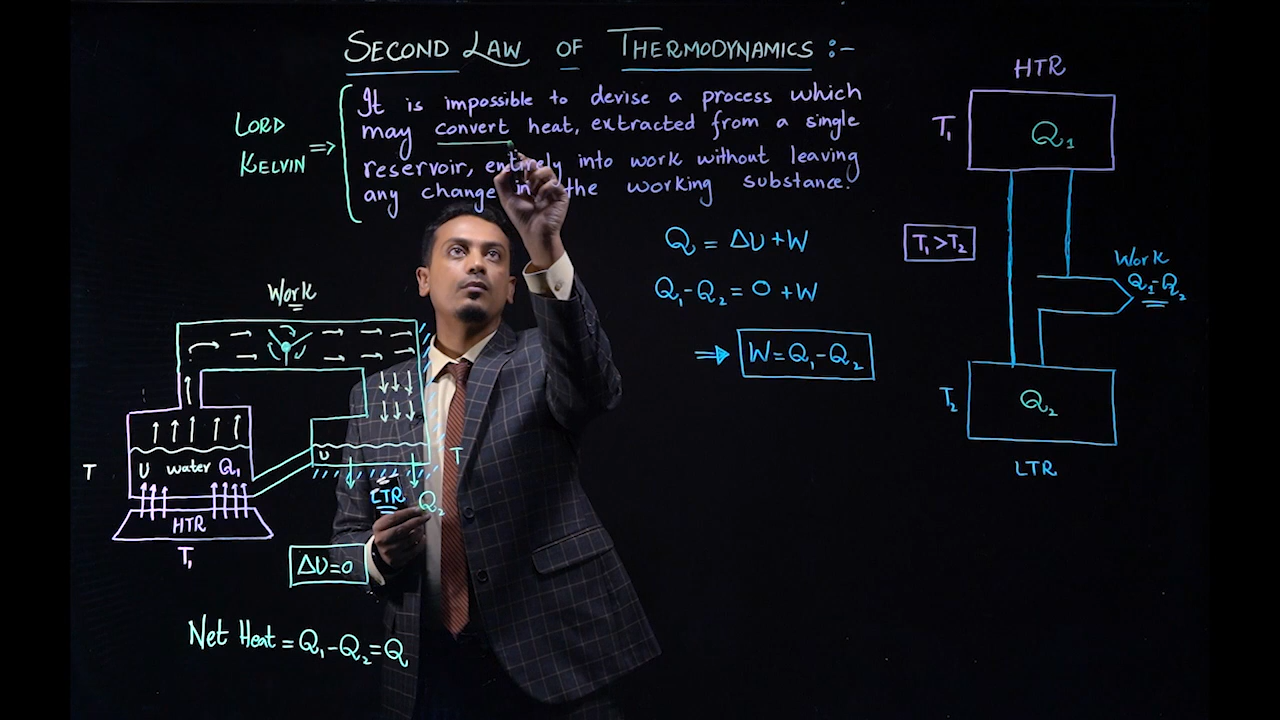 SECOND LAW OF THERMODYNAMICS :-
LORD
KELVIN ⇒
It is impossible to devise a process which
may convert heat, extracted from a single
reservoir, entirely into work without leaving
any change in the working substance.
Q = ΔU + W
Q₁-Q₂ = 0 + W
⇒ W = Q₁-Q₂
HTR
T₁
Q₁
T₁>T₂
Work
Q₁-Q₂
T₂
Q₂
LTR
Work
U water Q₁
T
HTR
T₁
U
T
LTR
Q₂
ΔU=0
Net Heat = Q₁-Q₂ = Q